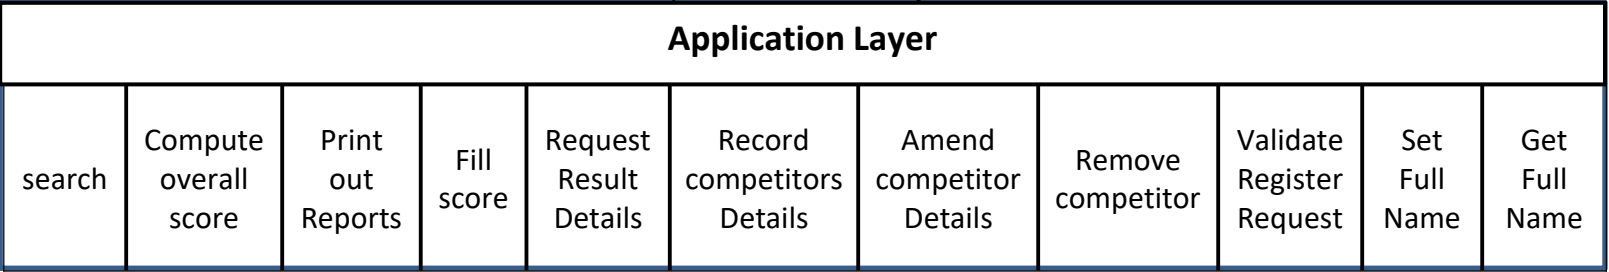 Application Layer
search
Compute
overall
score
Print
out
Reports
Fill
score
Request
Result
Details
Record
competitors
Details
Amend
competitor
Details
Remove
competitor
Validate
Register
Request
Set
Full
Name
Get
Full
Name